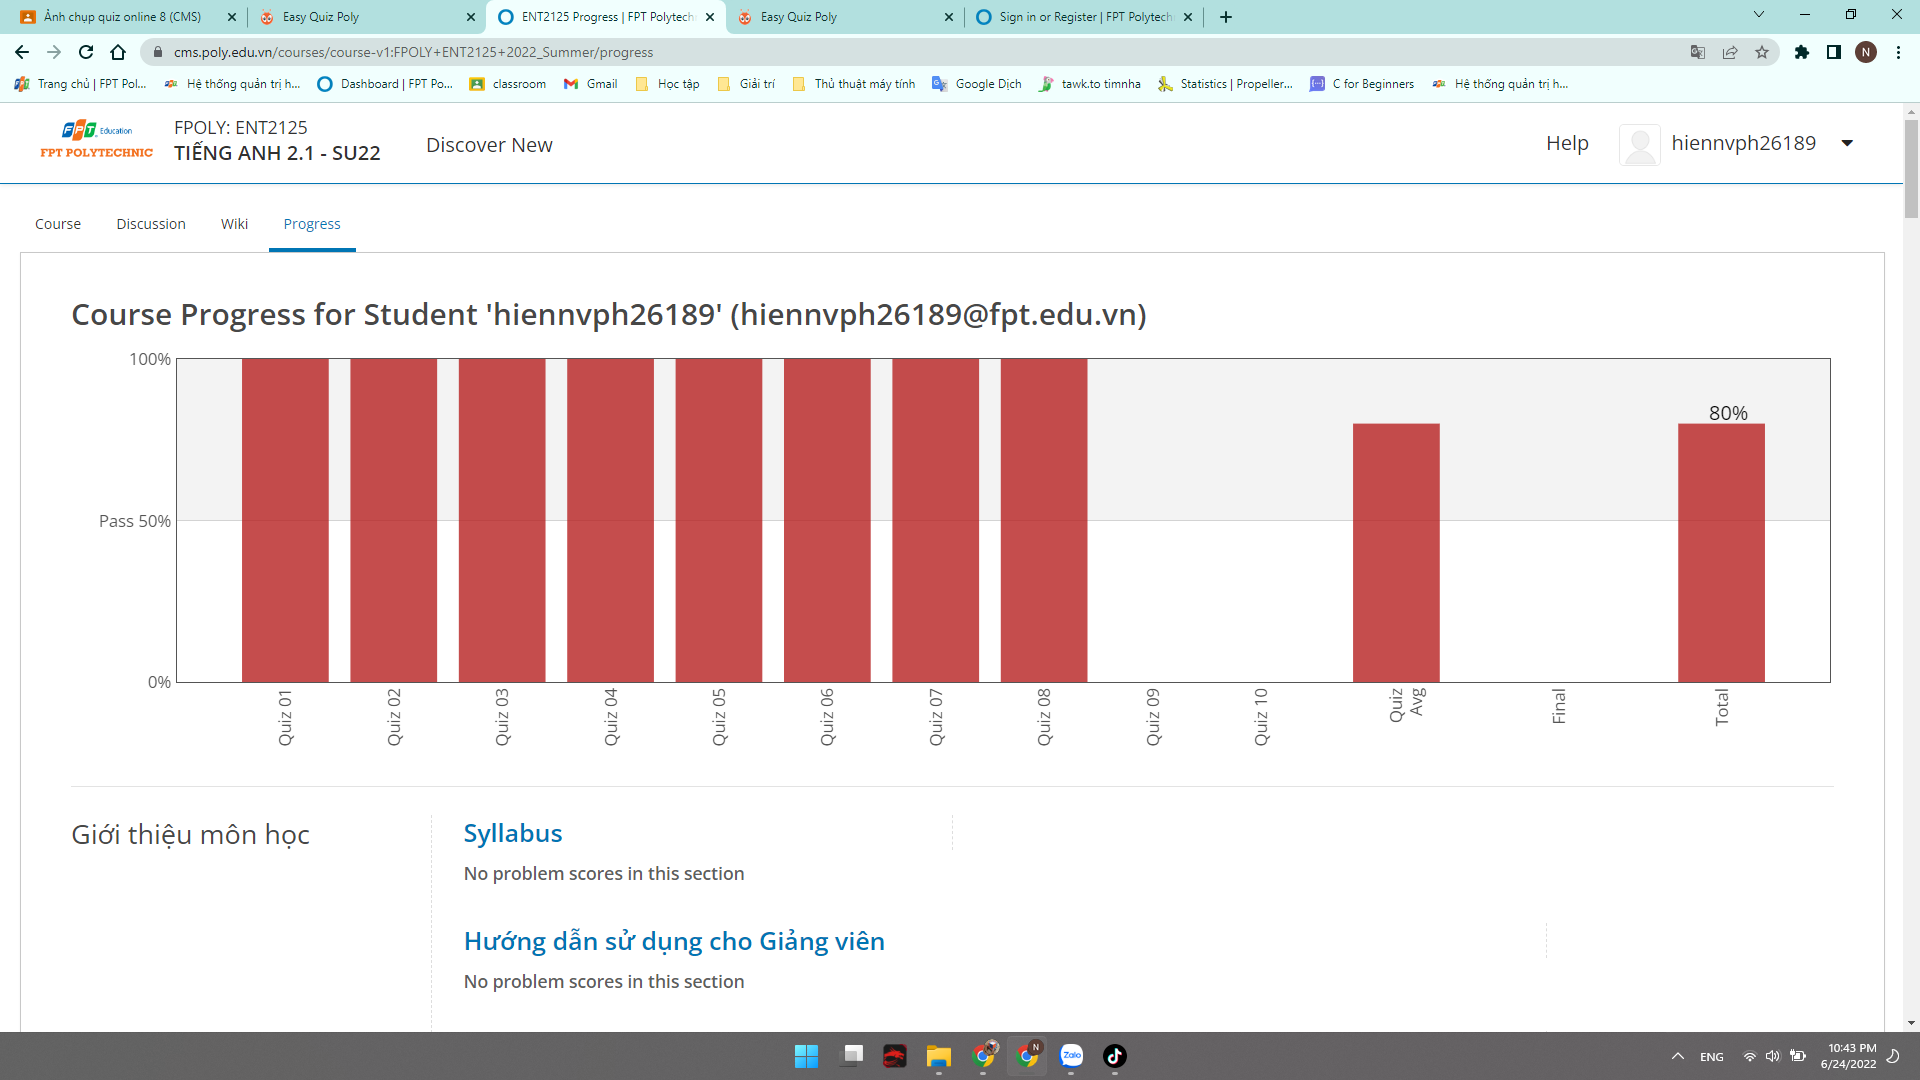 Ảnh chụp quiz online 8 (CMS)
Easy Quiz Poly
ENT2125 Progress | FPT Polytech
Easy Quiz Poly
Sign in or Register | FPT Polytech
cms.poly.edu.vn/courses/course-v1:FPOLY+ENT2125+2022_Summer/progress
N
Trang chủ | FPT Pol...
Hệ thống quản trị h...
Dashboard | FPT Po...
classroom
Gmail
Học tập
Giải trí
Thủ thuật máy tính
Google Dịch
tawk.to timnha
Statistics | Propeller...
C for Beginners
Hệ thống quản trị h...
FPT Education
FPT POLYTECHNIC
FPOLY: ENT2125
TIẾNG ANH 2.1 - SU22
Discover New
Help
hiennvph26189
Course
Discussion
Wiki
Progress
Course Progress for Student 'hiennvph26189' (hiennvph26189@fpt.edu.vn)
100%
Pass 50%
0%
80%
Quiz 01
Quiz 02
Quiz 03
Quiz 04
Quiz 05
Quiz 06
Quiz 07
Quiz 08
Quiz 09
Quiz 10
Quiz
Avg
Final
Total
Giới thiệu môn học
Syllabus
No problem scores in this section
Hướng dẫn sử dụng cho Giảng viên
No problem scores in this section
N
Zalo
ENG
10:43 PM
6/24/2022